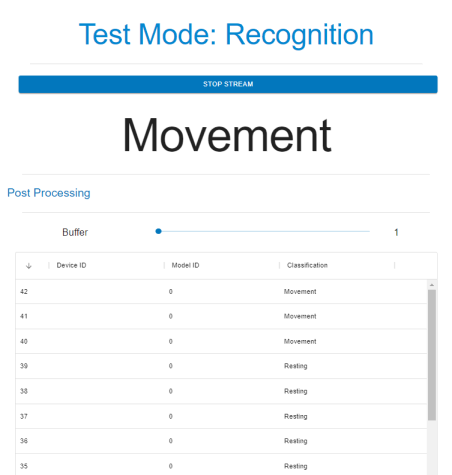 Test Mode: Recognition
STOP STREAM
Movement
Post Processing
Buffer 1
Device ID Model ID Classification
42 0 Movement
41 0 Movement
40 0 Movement
39 0 Resting
38 0 Resting
37 0 Resting
36 0 Resting
35 0 Resting